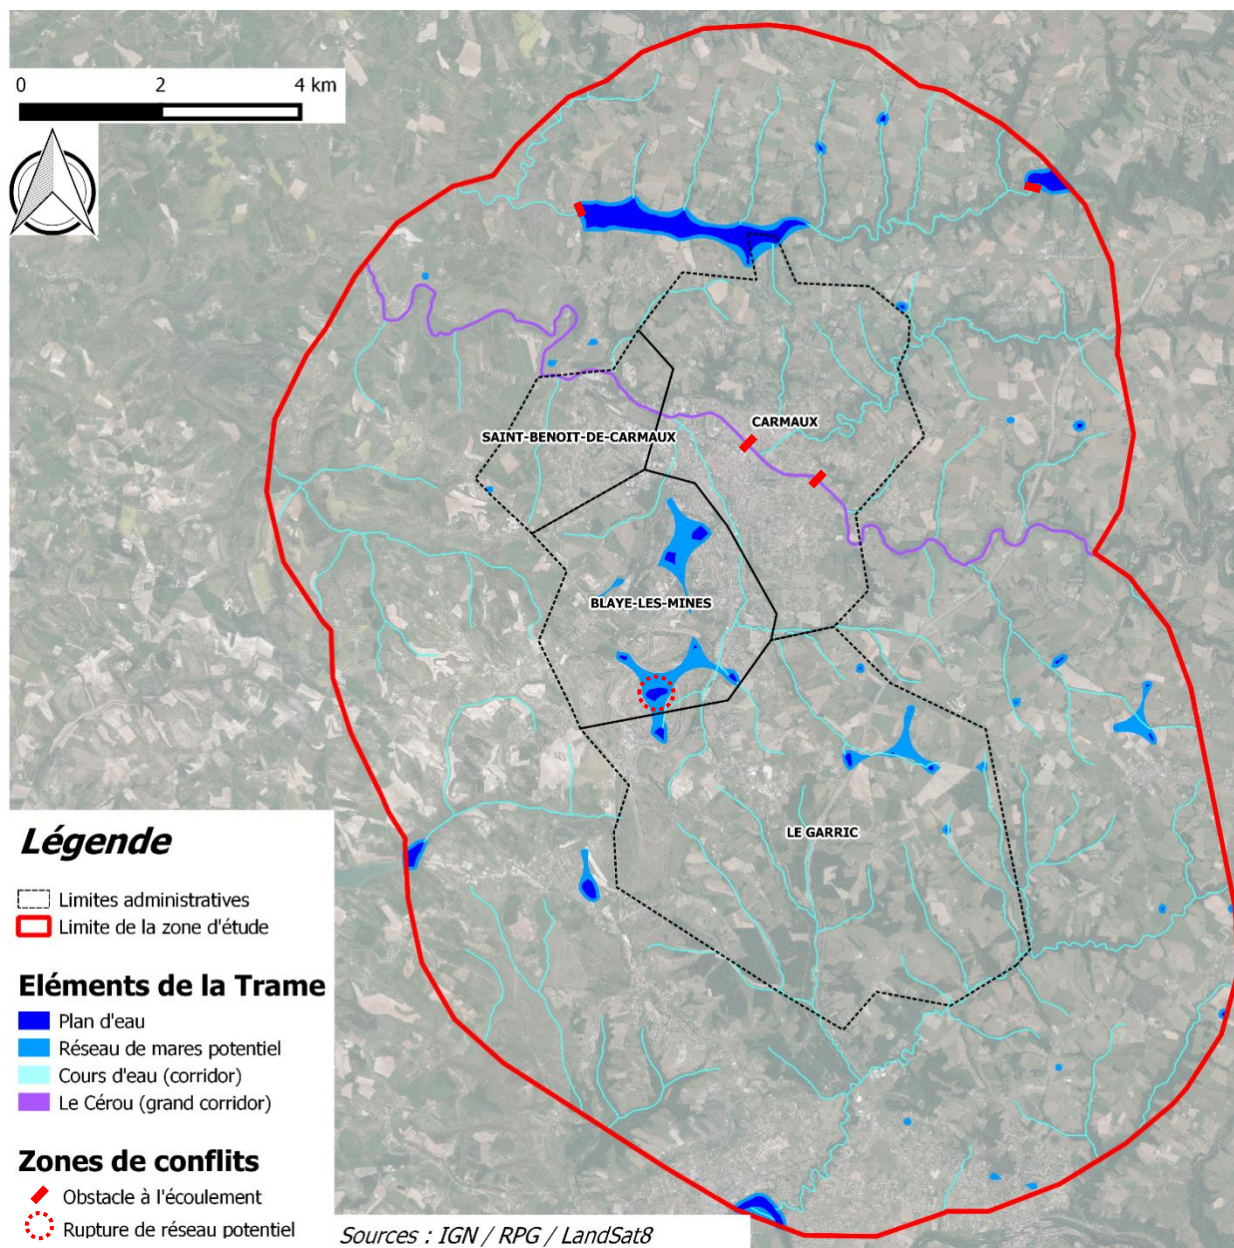 0 2 4 km
CARMAUX
SAINT-BENOIT-DE-CARMAUX
BLAYE-LES-MINES
LE GARRIC
Légende
Limites administratives
Limite de la zone d'étude
Eléments de la Trame
Plan d'eau
Réseau de mares potentiel
Cours d'eau (corridor)
Le Cérou (grand corridor)
Zones de conflits
Obstacle à l'écoulement
Rupture de réseau potentiel
Sources : IGN / RPG / LandSat8